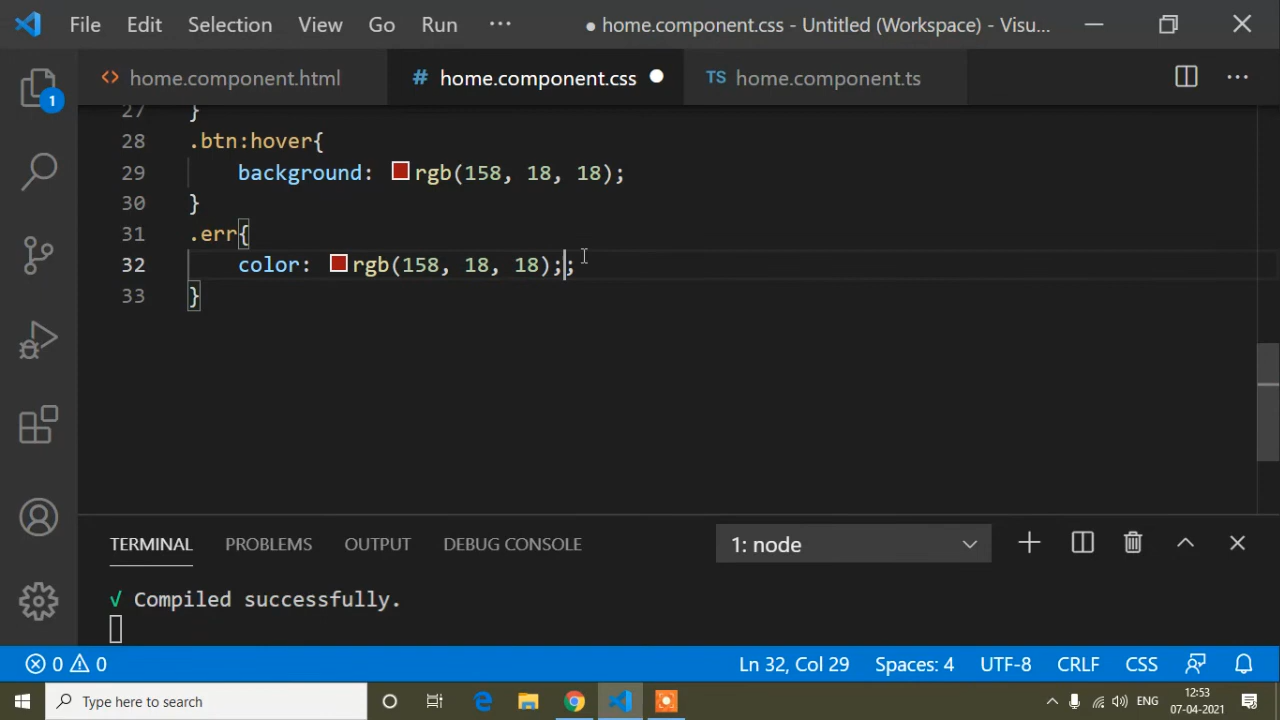 File Edit Selection View Go Run ··· ● home.component.css - Untitled (Workspace) - Visu...
<> home.component.html # home.component.css ● TS home.component.ts ···
27 }
28 .btn:hover{
29 background: rgb(158, 18, 18);
30 }
31 .err{
32 color: rgb(158, 18, 18);;
33 }
1
TERMINAL PROBLEMS OUTPUT DEBUG CONSOLE 1: node
√ Compiled successfully.
0 0 Ln 32, Col 29 Spaces: 4 UTF-8 CRLF CSS
Type here to search ENG 12:53
07-04-2021